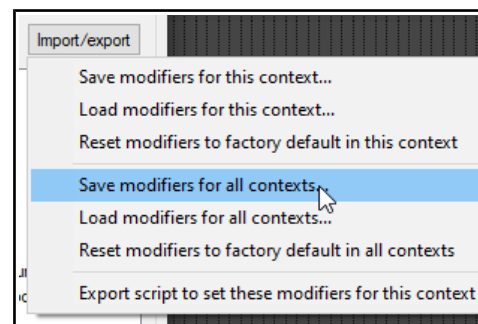 Import/export
Save modifiers for this context...
Load modifiers for this context...
Reset modifiers to factory default in this context
Save modifiers for all contexts...
Load modifiers for all contexts...
Reset modifiers to factory default in all contexts
Export script to set these modifiers for this context